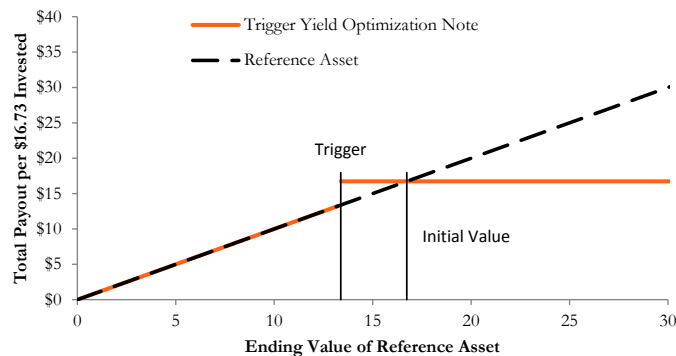 $40
Trigger Yield Optimization Note
$35
Reference Asset
$30
$25
$20
Trigger
$15
$10
Initial Value
$5
$0
0 5 10 15 20 25 30
Total Payout per $16.73 Invested
Ending Value of Reference Asset